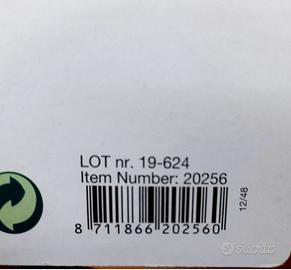 LOT nr. 19-624
Item Number: 20256
12/48
8 711866 202560
subito